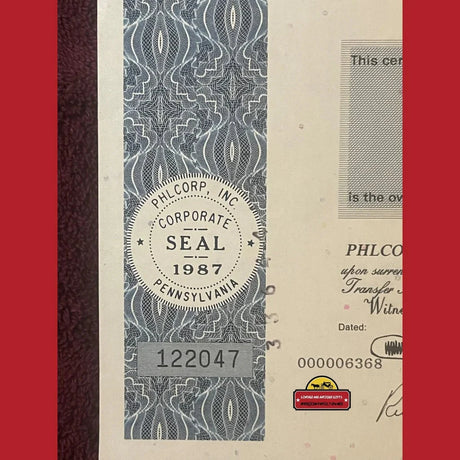 This cer
PHLCORP, INC.
CORPORATE
SEAL
1987
PENNSYLVANIA
is the ow
PHLCO
upon surren
Transfer
Witne
Dated:
122047
000006368